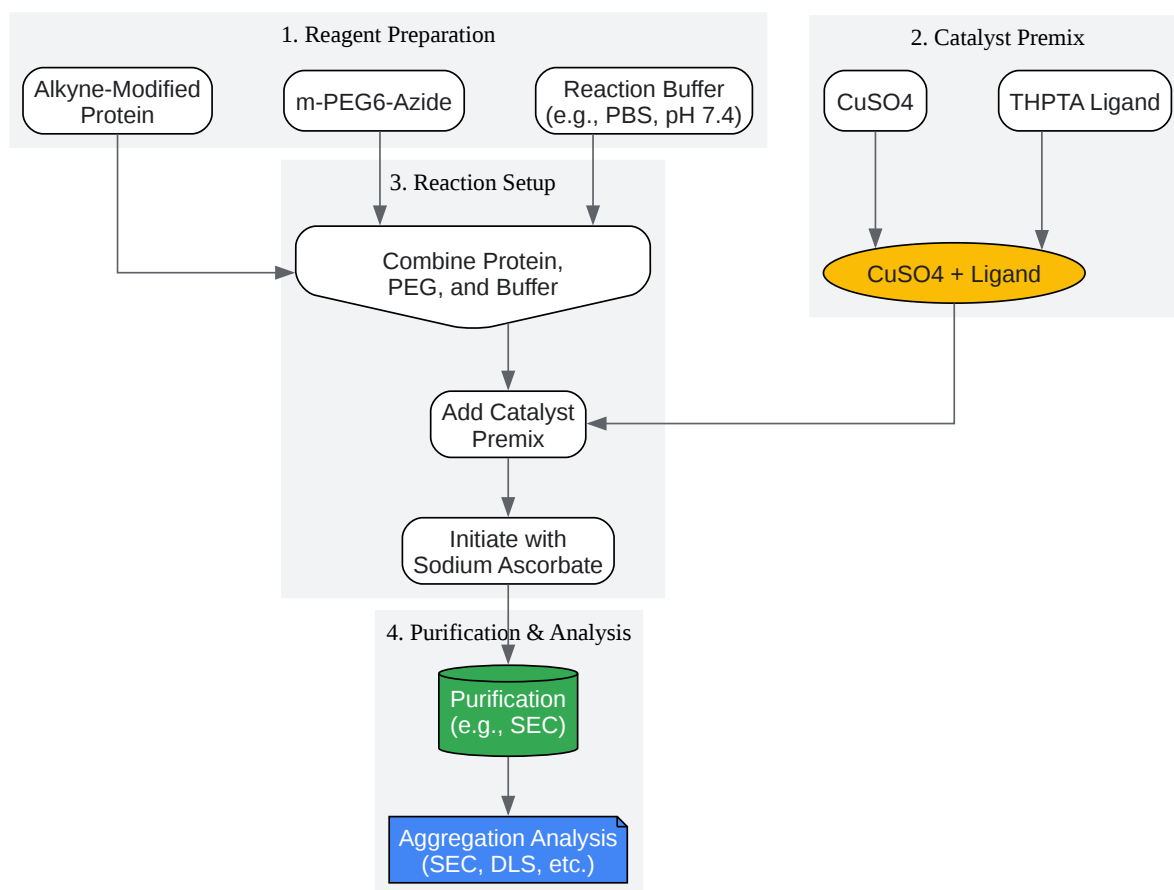 1. Reagent Preparation
Alkyne-Modified
Protein
m-PEG6-Azide
Reaction Buffer
(e.g., PBS, pH 7.4)
2. Catalyst Premix
CuSO4
THPTA Ligand
CuSO4 + Ligand
3. Reaction Setup
Combine Protein,
PEG, and Buffer
Add Catalyst
Premix
Initiate with
Sodium Ascorbate
4. Purification & Analysis
Purification
(e.g., SEC)
Aggregation Analysis
(SEC, DLS, etc.)